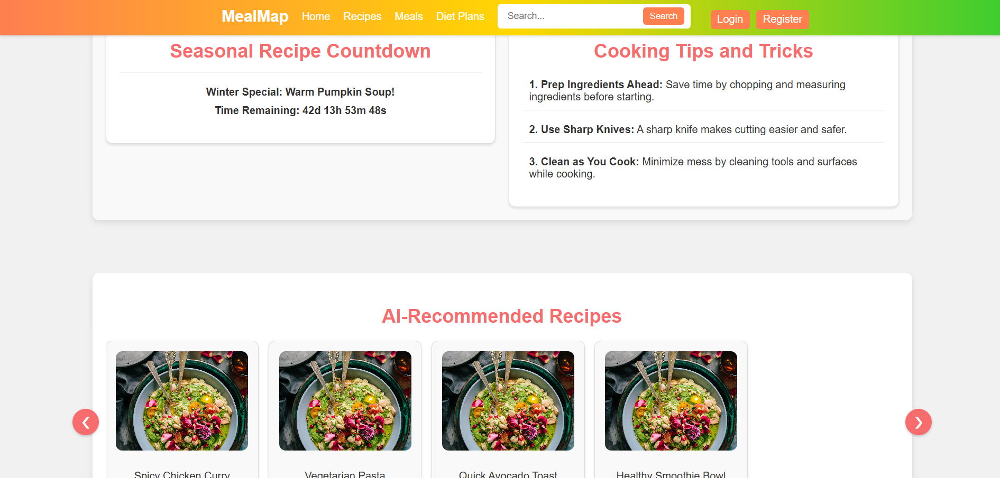 MealMap Home Recipes Meals Diet Plans Search... Search Login Register
Seasonal Recipe Countdown
Winter Special: Warm Pumpkin Soup!
Time Remaining: 42d 13h 53m 48s
Cooking Tips and Tricks
1. Prep Ingredients Ahead: Save time by chopping and measuring
ingredients before starting.
2. Use Sharp Knives: A sharp knife makes cutting easier and safer.
3. Clean as You Cook: Minimize mess by cleaning tools and surfaces
while cooking.
AI-Recommended Recipes
Spicy Chicken Curry
Vegetarian Pasta
Quick Avocado Toast
Healthy Smoothie Bowl